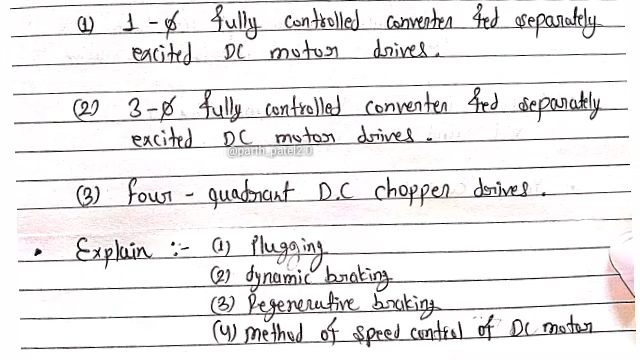 (1) 1-ø fully controlled converter fed separately
excited DC motor drives.
(2) 3-ø fully controlled converter fed separately
excited DC motor drives.
@parth_patel2.0
(3) four - quadrant D.C chopper drives.
• Explain :- (1) Plugging
(2) dynamic braking
(3) Regenerative braking
(4) method of speed control of DC motor